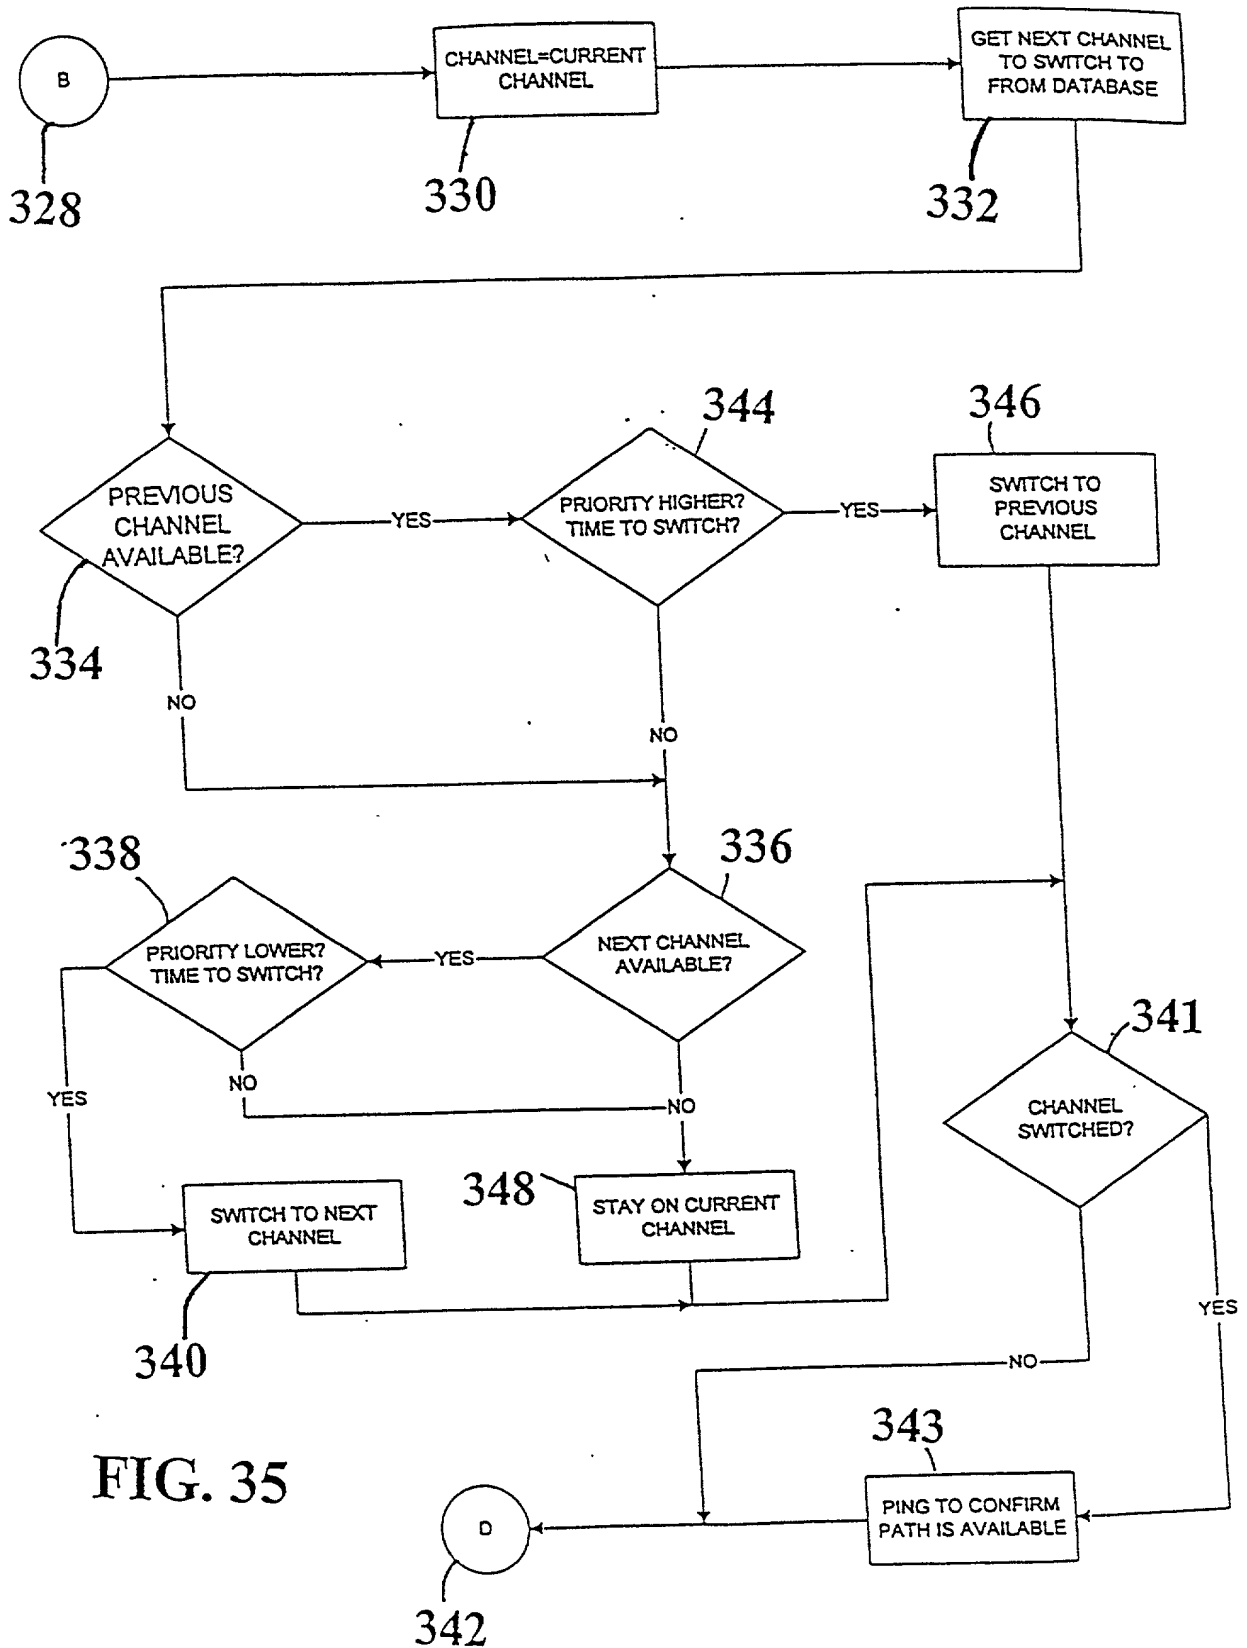 B
CHANNEL=CURRENT
CHANNEL
GET NEXT CHANNEL
TO SWITCH TO
FROM DATABASE
328
330
332
344
346
PREVIOUS
CHANNEL
AVAILABLE?
YES
PRIORITY HIGHER?
TIME TO SWITCH?
YES
SWITCH TO
PREVIOUS
CHANNEL
334
NO
NO
338
336
PRIORITY LOWER?
TIME TO SWITCH?
YES
NEXT CHANNEL
AVAILABLE?
341
YES
NO
NO
CHANNEL
SWITCHED?
348
SWITCH TO NEXT
CHANNEL
STAY ON CURRENT
CHANNEL
YES
340
NO
343
FIG. 35
D
PING TO CONFIRM
PATH IS AVAILABLE
342